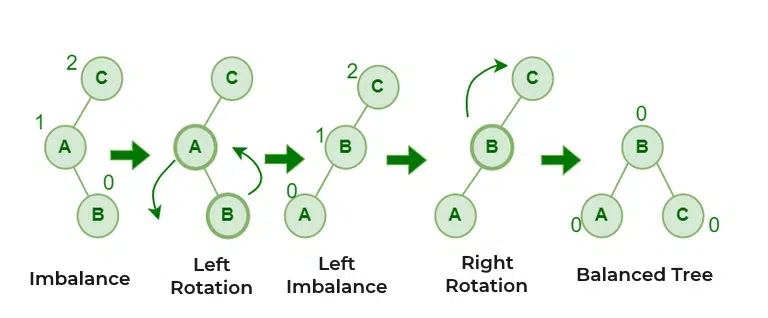 2
C
1
A
0
B
Imbalance
C
A
B
Left
Rotation
2
C
1
B
0
A
Left
Imbalance
C
B
A
Right
Rotation
0
B
0
A
C
0
Balanced Tree